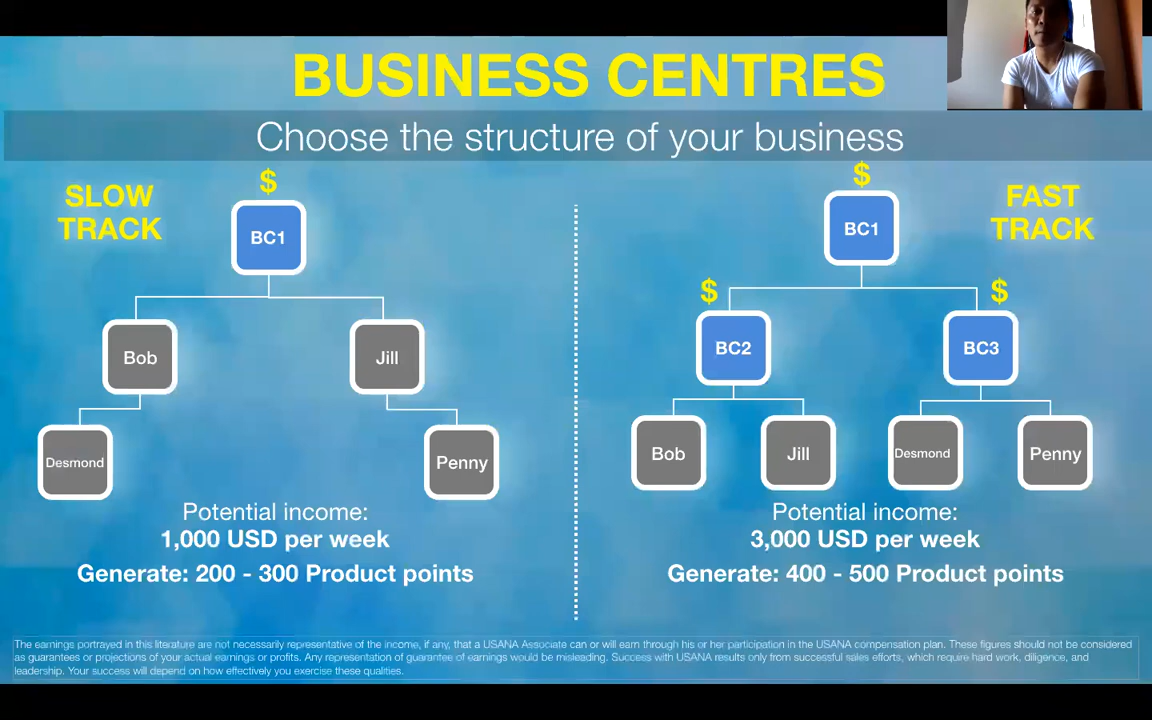 BUSINESS CENTRES
Choose the structure of your business
SLOW
TRACK
$
BC1
Bob
Jill
Desmond
Penny
Potential income:
1,000 USD per week
Generate: 200 - 300 Product points
FAST
TRACK
$
BC1
$
$
BC2
BC3
Bob
Jill
Desmond
Penny
Potential income:
3,000 USD per week
Generate: 400 - 500 Product points
The earnings portrayed in this literature are not necessarily representative of the income, if any, that a USANA Associate can or will earn through his or her participation in the USANA compensation plan. These figures should not be considered
as guarantees or projections of your actual earnings or profits. Any representation of guarantee of earnings would be misleading. Success with USANA results only from successful sales efforts, which require hard work, diligence, and
leadership. Your success will depend on how effectively you exercise these qualities.